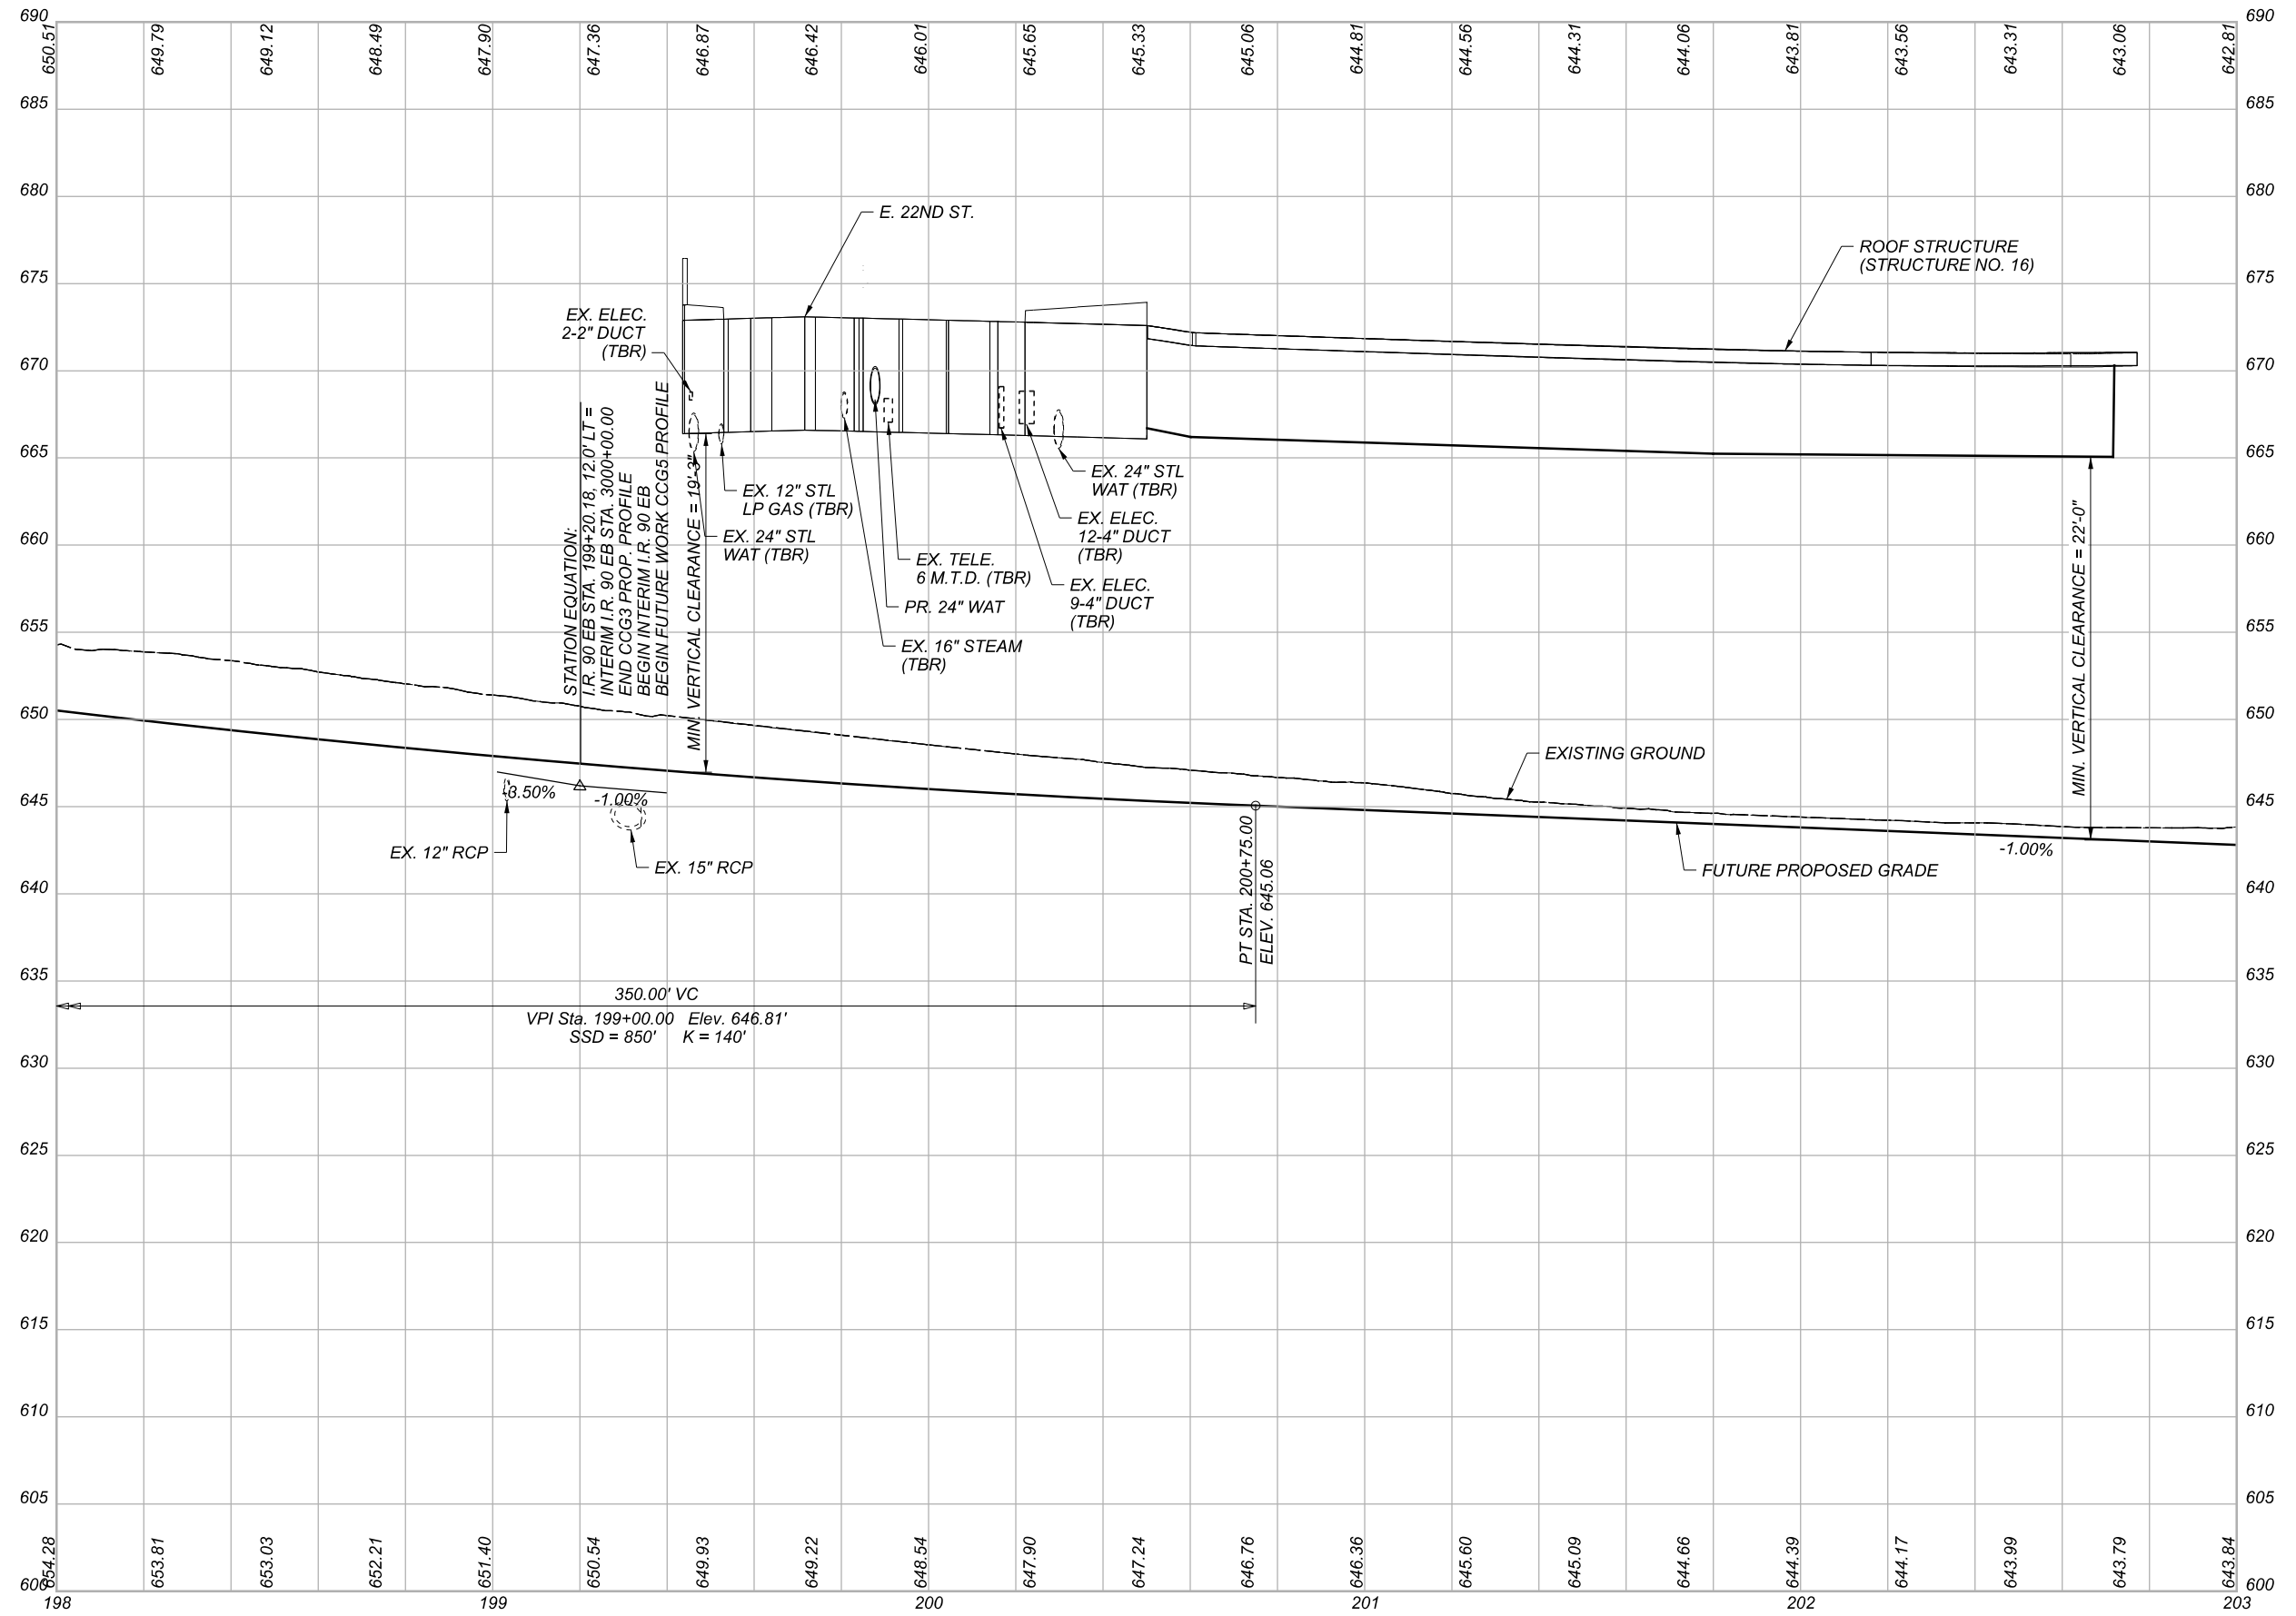 690
650.51
649.79
649.12
648.49
647.90
647.36
646.87
646.42
646.01
645.65
645.33
645.06
644.81
644.56
644.31
644.06
643.81
643.56
643.31
643.06
642.81
690
685
685
680
680
E. 22ND ST.
ROOF STRUCTURE
(STRUCTURE NO. 16)
675
675
EX. ELEC.
2-2" DUCT
(TBR)
670
670
665
665
EX. 12" STL
LP GAS (TBR)
EX. 24" STL
WAT (TBR)
EX. 24" STL
WAT (TBR)
EX. ELEC.
12-4" DUCT
(TBR)
EX. TELE.
6 M.T.D. (TBR)
EX. ELEC.
9-4" DUCT
(TBR)
PR. 24" WAT
EX. 16" STEAM
(TBR)
STATION EQUATION:
I.R. 90 EB STA. 199+20.18, 12.0' LT =
INTERIM I.R. 90 EB STA. 3000+00.00
END CCG3 PROP. PROFILE
BEGIN INTERIM I.R. 90 EB
BEGIN FUTURE WORK CCG5 PROFILE
MIN. VERTICAL CLEARANCE = 19'-3"
MIN. VERTICAL CLEARANCE = 22'-0"
660
660
655
655
650
650
EXISTING GROUND
645
645
-3.50%
-1.00%
EX. 12" RCP
EX. 15" RCP
PT STA. 200+75.00
ELEV. 645.06
-1.00%
FUTURE PROPOSED GRADE
640
640
635
635
350.00' VC
VPI Sta. 199+00.00 Elev. 646.81'
SSD = 850' K = 140'
630
630
625
625
620
620
615
615
610
610
605
605
600
654.28
653.81
653.03
652.21
651.40
650.54
649.93
649.22
648.54
647.90
647.24
646.76
646.36
645.60
645.09
644.66
644.39
644.17
643.99
643.79
643.84
600
198
199
200
201
202
203